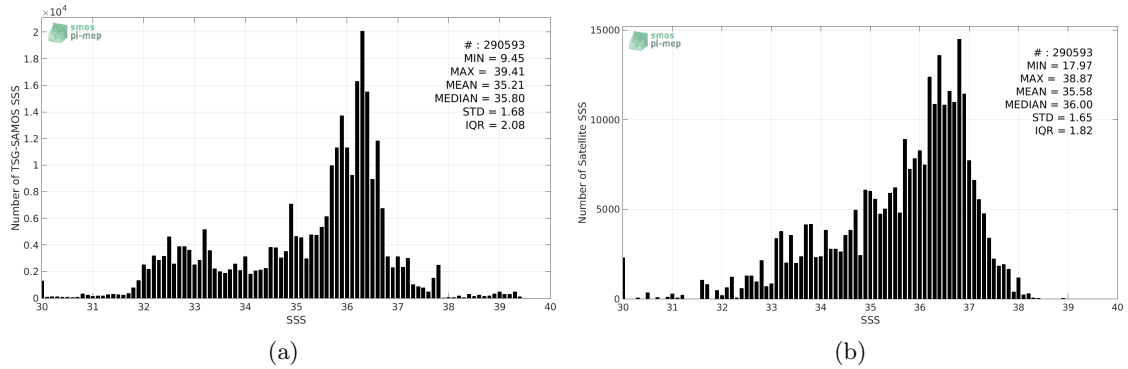 ×10⁴
smos
pi-mep
# : 290593
MIN = 9.45
MAX = 39.41
MEAN = 35.21
MEDIAN = 35.80
STD = 1.68
IQR = 2.08
Number of TSG-SAMOS SSS
2
1.8
1.6
1.4
1.2
1
0.8
0.6
0.4
0.2
0
30 31 32 33 34 35 36 37 38 39 40
SSS
(a)
smos
pi-mep
# : 290593
MIN = 17.97
MAX = 38.87
MEAN = 35.58
MEDIAN = 36.00
STD = 1.65
IQR = 1.82
Number of Satellite SSS
15000
10000
5000
0
30 31 32 33 34 35 36 37 38 39 40
SSS
(b)